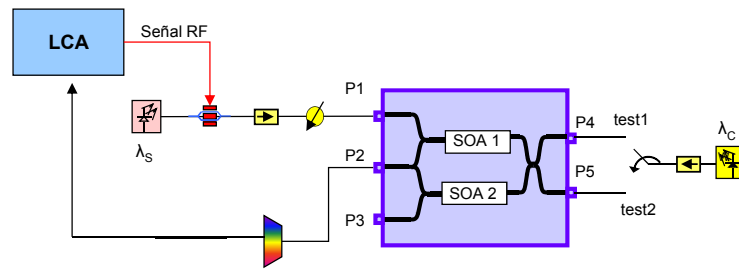 LCA
Señal RF
λS
P1
P2
P3
SOA 1
SOA 2
P4
P5
test1
test2
λC